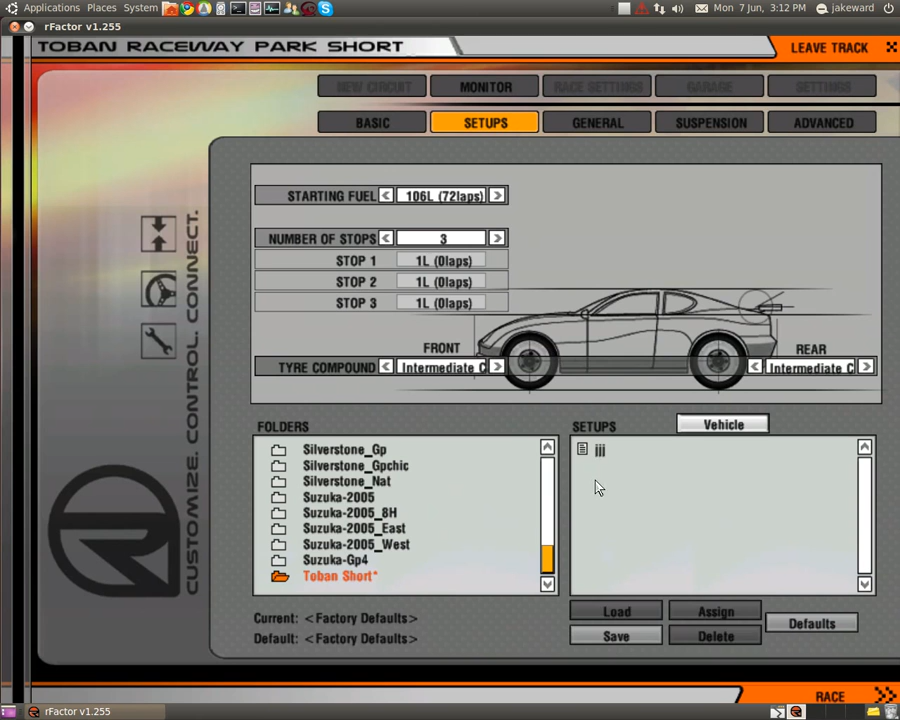 Applications Places System Mon 7 Jun, 3:12 PM jakeward
rFactor v1.255
TOBAN RACEWAY PARK SHORT
LEAVE TRACK
NEW CIRCUIT MONITOR RACE SETTINGS GARAGE SETTINGS
BASIC SETUPS GENERAL SUSPENSION ADVANCED
CUSTOMIZE. CONTROL. CONNECT.
STARTING FUEL < 106L (72laps) >
NUMBER OF STOPS < 3 >
STOP 1 1L (0laps)
STOP 2 1L (0laps)
STOP 3 1L (0laps)
FRONT REAR
TYRE COMPOUND < Intermediate C > < Intermediate C >
FOLDERS
Silverstone_Gp
Silverstone_Gpchic
Silverstone_Nat
Suzuka-2005
Suzuka-2005_8H
Suzuka-2005_East
Suzuka-2005_West
Suzuka-Gp4
Toban Short*
SETUPS Vehicle
jjj
Current: <Factory Defaults>
Default: <Factory Defaults>
Load Assign
Save Delete
Defaults
RACE
rFactor v1.255